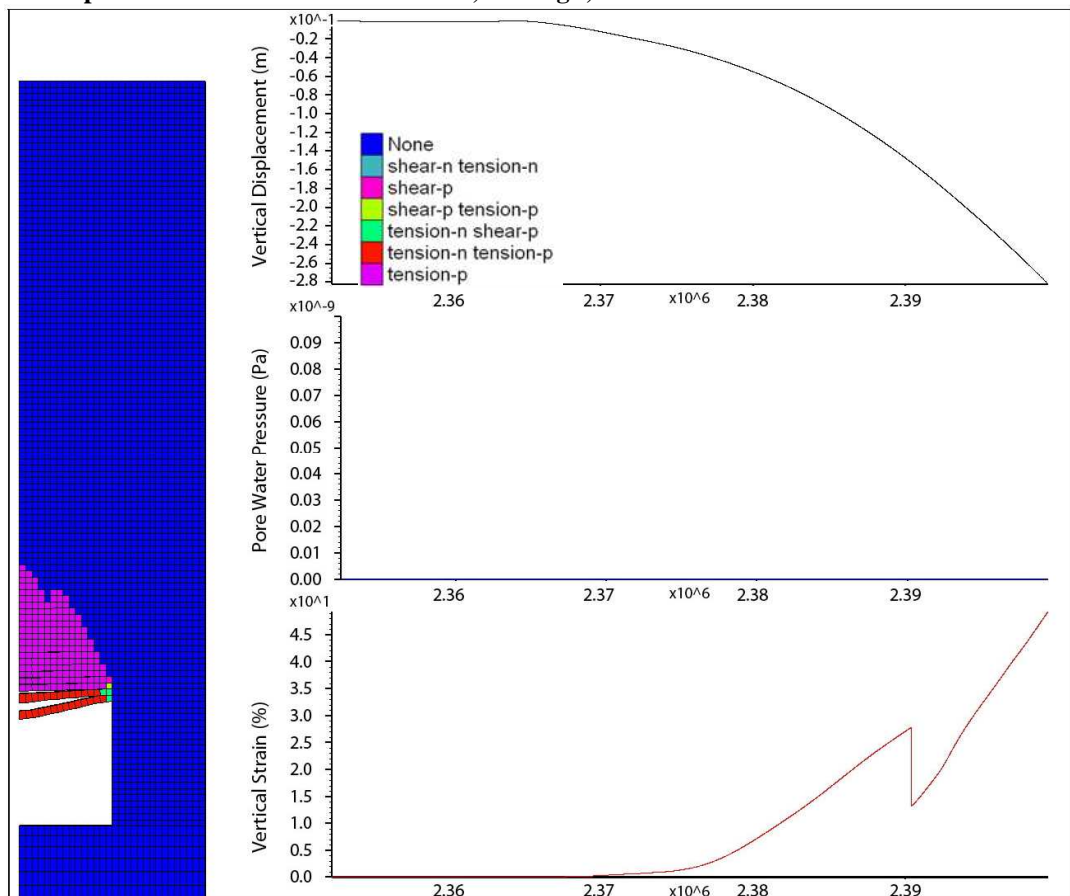 x10^-1
Vertical Displacement (m)
-0.2
-0.4
-0.6
-0.8
-1.0
-1.2
-1.4
-1.6
-1.8
-2.0
-2.2
-2.4
-2.6
-2.8
None
shear-n tension-n
shear-p
shear-p tension-p
tension-n shear-p
tension-n tension-p
tension-p
2.36 2.37 x10^6 2.38 2.39
x10^-9
Pore Water Pressure (Pa)
0.09
0.08
0.07
0.06
0.05
0.04
0.03
0.02
0.01
0.00
2.36 2.37 x10^6 2.38 2.39
x10^1
Vertical Strain (%)
4.5
4.0
3.5
3.0
2.5
2.0
1.5
1.0
0.5
0.0
2.36 2.37 x10^6 2.38 2.39